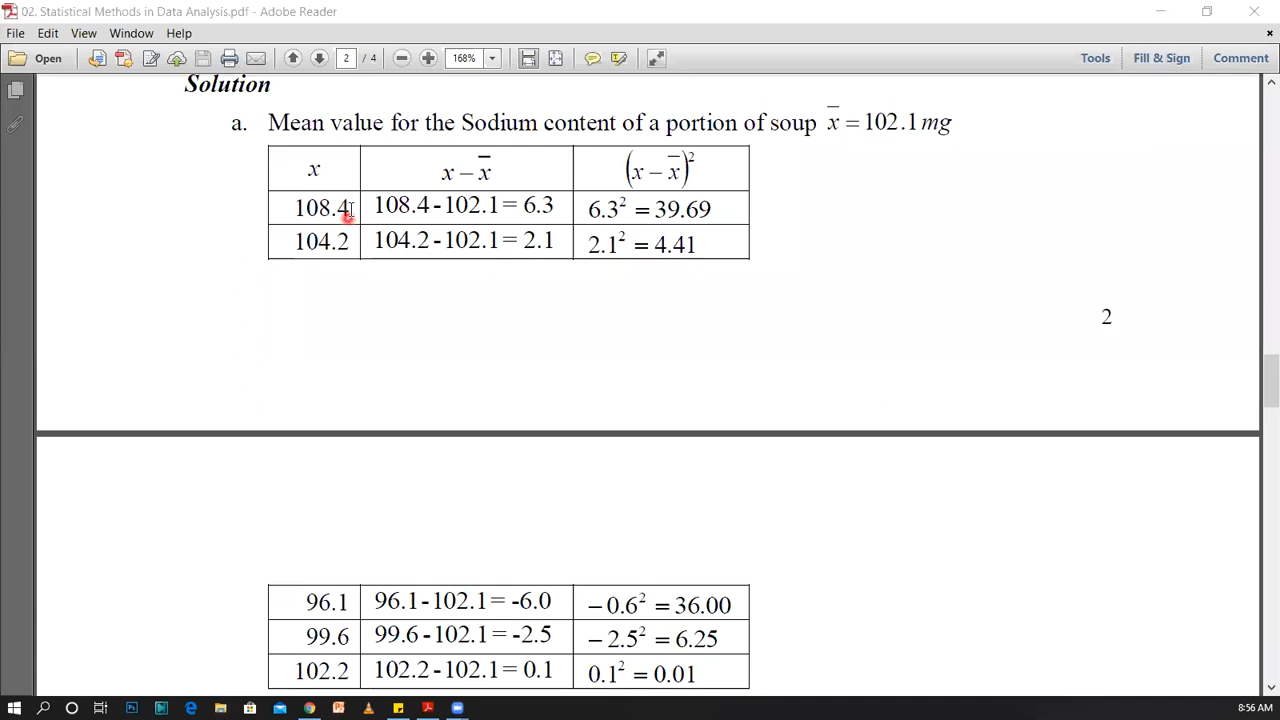 02. Statistical Methods in Data Analysis.pdf - Adobe Reader
File Edit View Window Help
Open 2 / 4 168% Tools Fill & Sign Comment
Solution
a. Mean value for the Sodium content of a portion of soup x̄ = 102.1 mg
x x − x̄ (x − x̄)²
108.4 108.4 - 102.1 = 6.3 6.3² = 39.69
104.2 104.2 - 102.1 = 2.1 2.1² = 4.41
2
96.1 96.1 - 102.1 = -6.0 − 0.6² = 36.00
99.6 99.6 - 102.1 = -2.5 − 2.5² = 6.25
102.2 102.2 - 102.1 = 0.1 0.1² = 0.01
8:56 AM